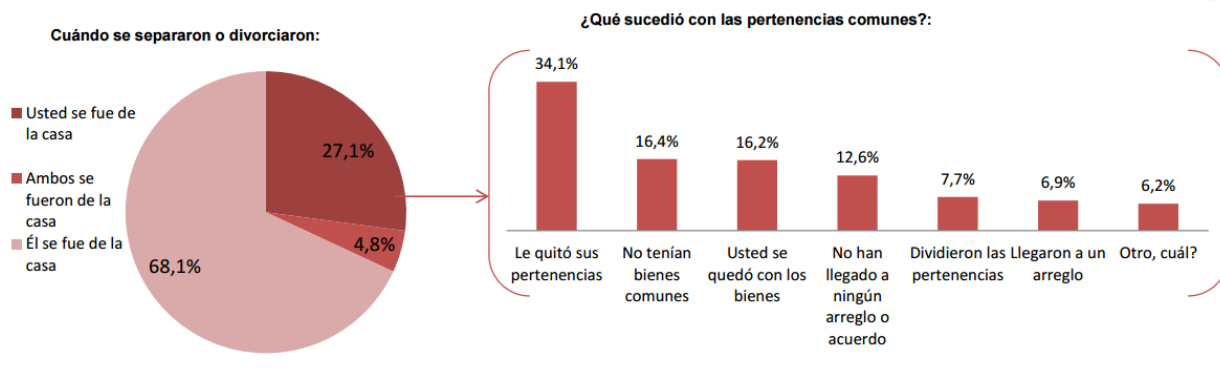 Cuándo se separaron o divorciaron:
Usted se fue de
la casa
Ambos se
fueron de la
casa
Él se fue de la
casa
27,1%
4,8%
68,1%
¿Qué sucedió con las pertenencias comunes?:
34,1%
16,4%
16,2%
12,6%
7,7%
6,9%
6,2%
Le quitó sus
pertenencias
No tenían
bienes
comunes
Usted se
quedó con los
bienes
No han
llegado a
ningún
arreglo o
acuerdo
Dividieron las
pertenencias
Llegaron a un
arreglo
Otro, cuál?